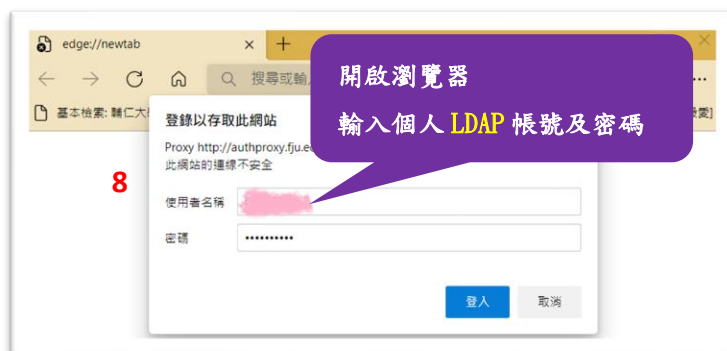 edge://newtab
搜尋或輸
基本檢索: 輔仁大
開啟瀏覽器
輸入個人 LDAP 帳號及密碼
登錄以存取此網站
Proxy http://authproxy.fju.e
此網站的連線不安全
8
使用者名稱
密碼
登入
取消